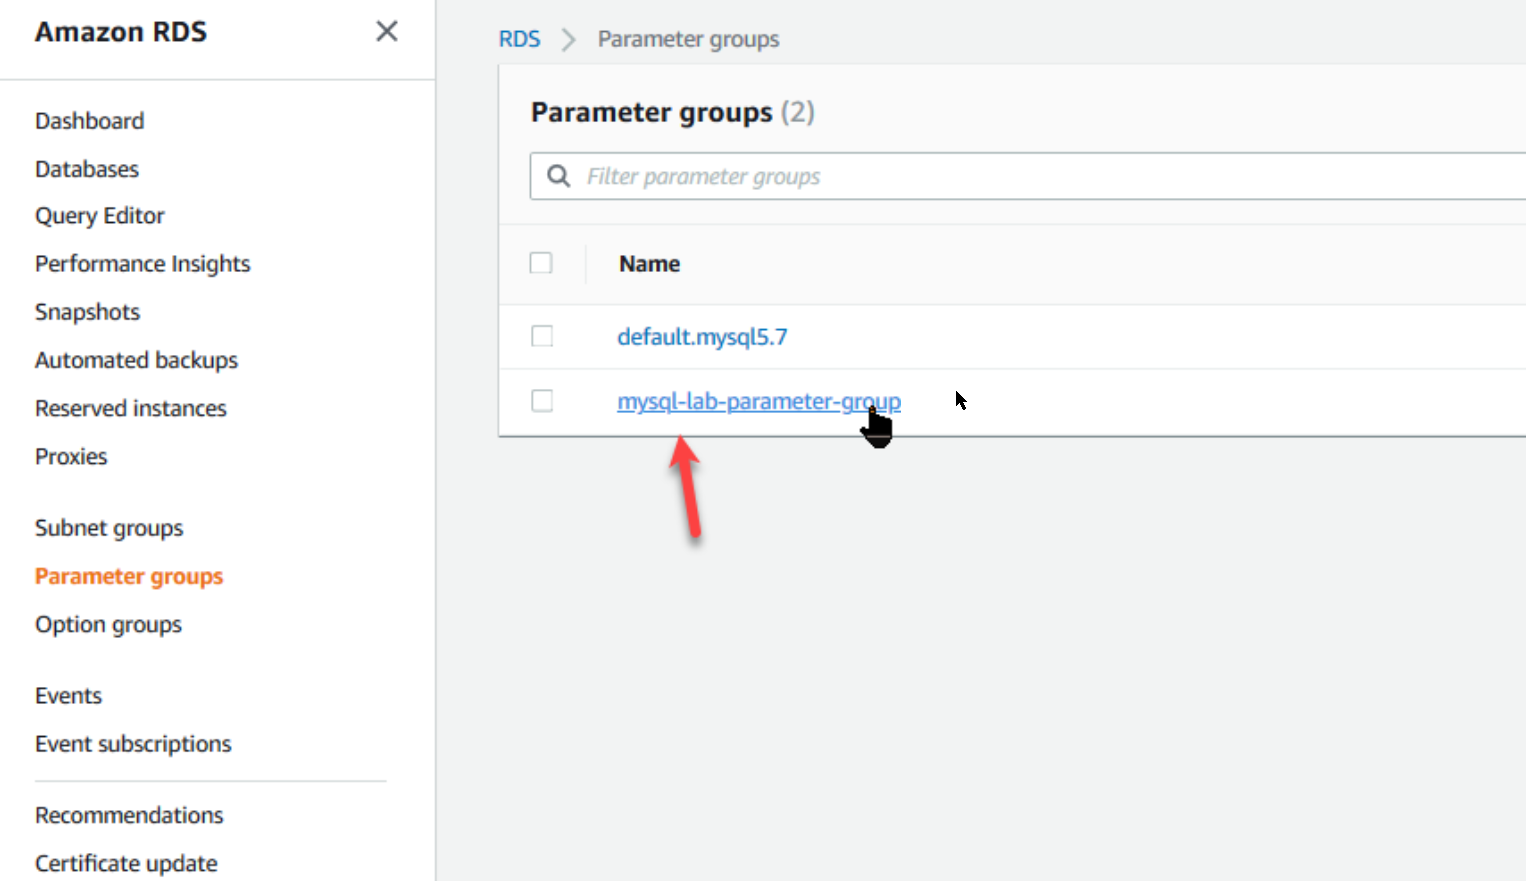 Amazon RDS
Dashboard
Databases
Query Editor
Performance Insights
Snapshots
Automated backups
Reserved instances
Proxies
Subnet groups
Parameter groups
Option groups
Events
Event subscriptions
Recommendations
Certificate update
RDS > Parameter groups
Parameter groups (2)
Filter parameter groups
Name
default.mysql5.7
mysql-lab-parameter-group